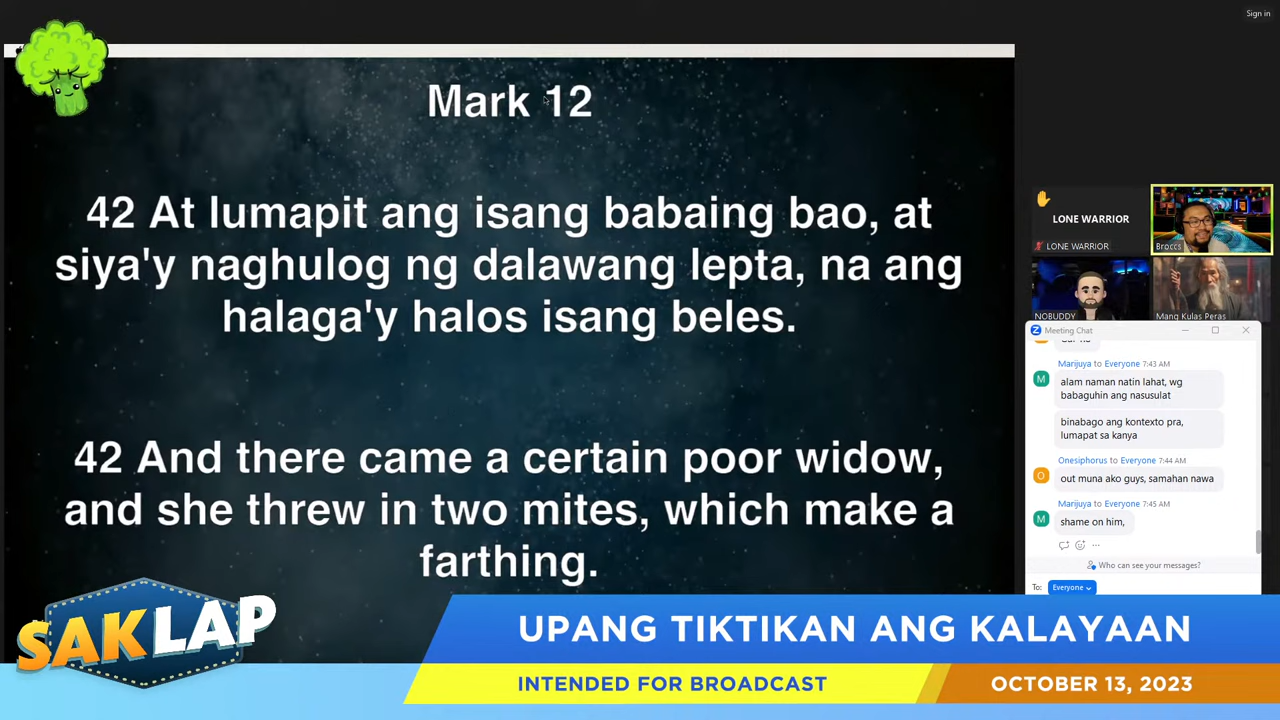 Sign in
Mark 12
42 At lumapit ang isang babaing bao, at
siya'y naghulog ng dalawang lepta, na ang
halaga'y halos isang beles.
42 And there came a certain poor widow,
and she threw in two mites, which make a
farthing.
LONE WARRIOR
LONE WARRIOR
Broccs
NOBUDDY
Mang Kulas Peras
Meeting Chat
Marijuya to Everyone 7:43 AM
M
alam naman natin lahat, wg
babaguhin ang nasusulat
binabago ang kontexto pra,
lumapat sa kanya
Onesiphorus to Everyone 7:44 AM
O
out muna ako guys, samahan nawa
Marijuya to Everyone 7:45 AM
M
shame on him,
Who can see your messages?
To: Everyone
SAKLAP
UPANG TIKTIKAN ANG KALAYAAN
INTENDED FOR BROADCAST
OCTOBER 13, 2023